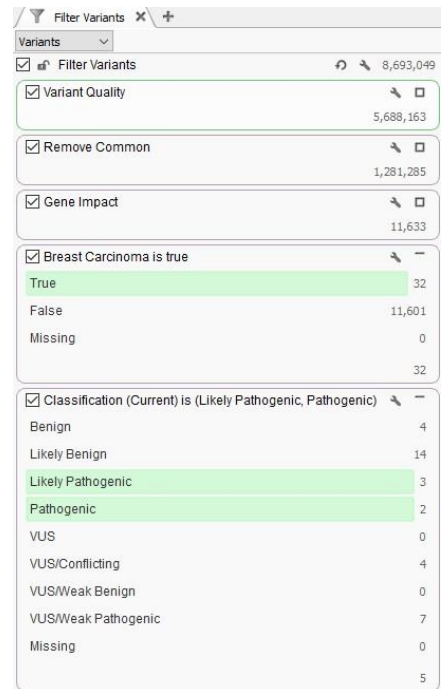 Filter Variants
Variants
Filter Variants 8,693,049
Variant Quality
5,688,163
Remove Common
1,281,285
Gene Impact
11,633
Breast Carcinoma is true
True 32
False 11,601
Missing 0
32
Classification (Current) is (Likely Pathogenic, Pathogenic)
Benign 4
Likely Benign 14
Likely Pathogenic 3
Pathogenic 2
VUS 0
VUS/Conflicting 4
VUS/Weak Benign 0
VUS/Weak Pathogenic 7
Missing 0
5